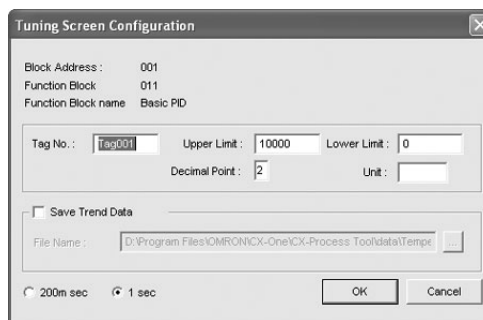 Tuning Screen Configuration
Block Address : 001
Function Block 011
Function Block name Basic PID
Tag No. : Tag001 Upper Limit : 10000 Lower Limit : 0
Decimal Point : 2 Unit :
Save Trend Data
File Name : D:\Program Files\OMRON\CX-One\CX-Process Tool\data\Tempe ...
200m sec 1 sec OK Cancel